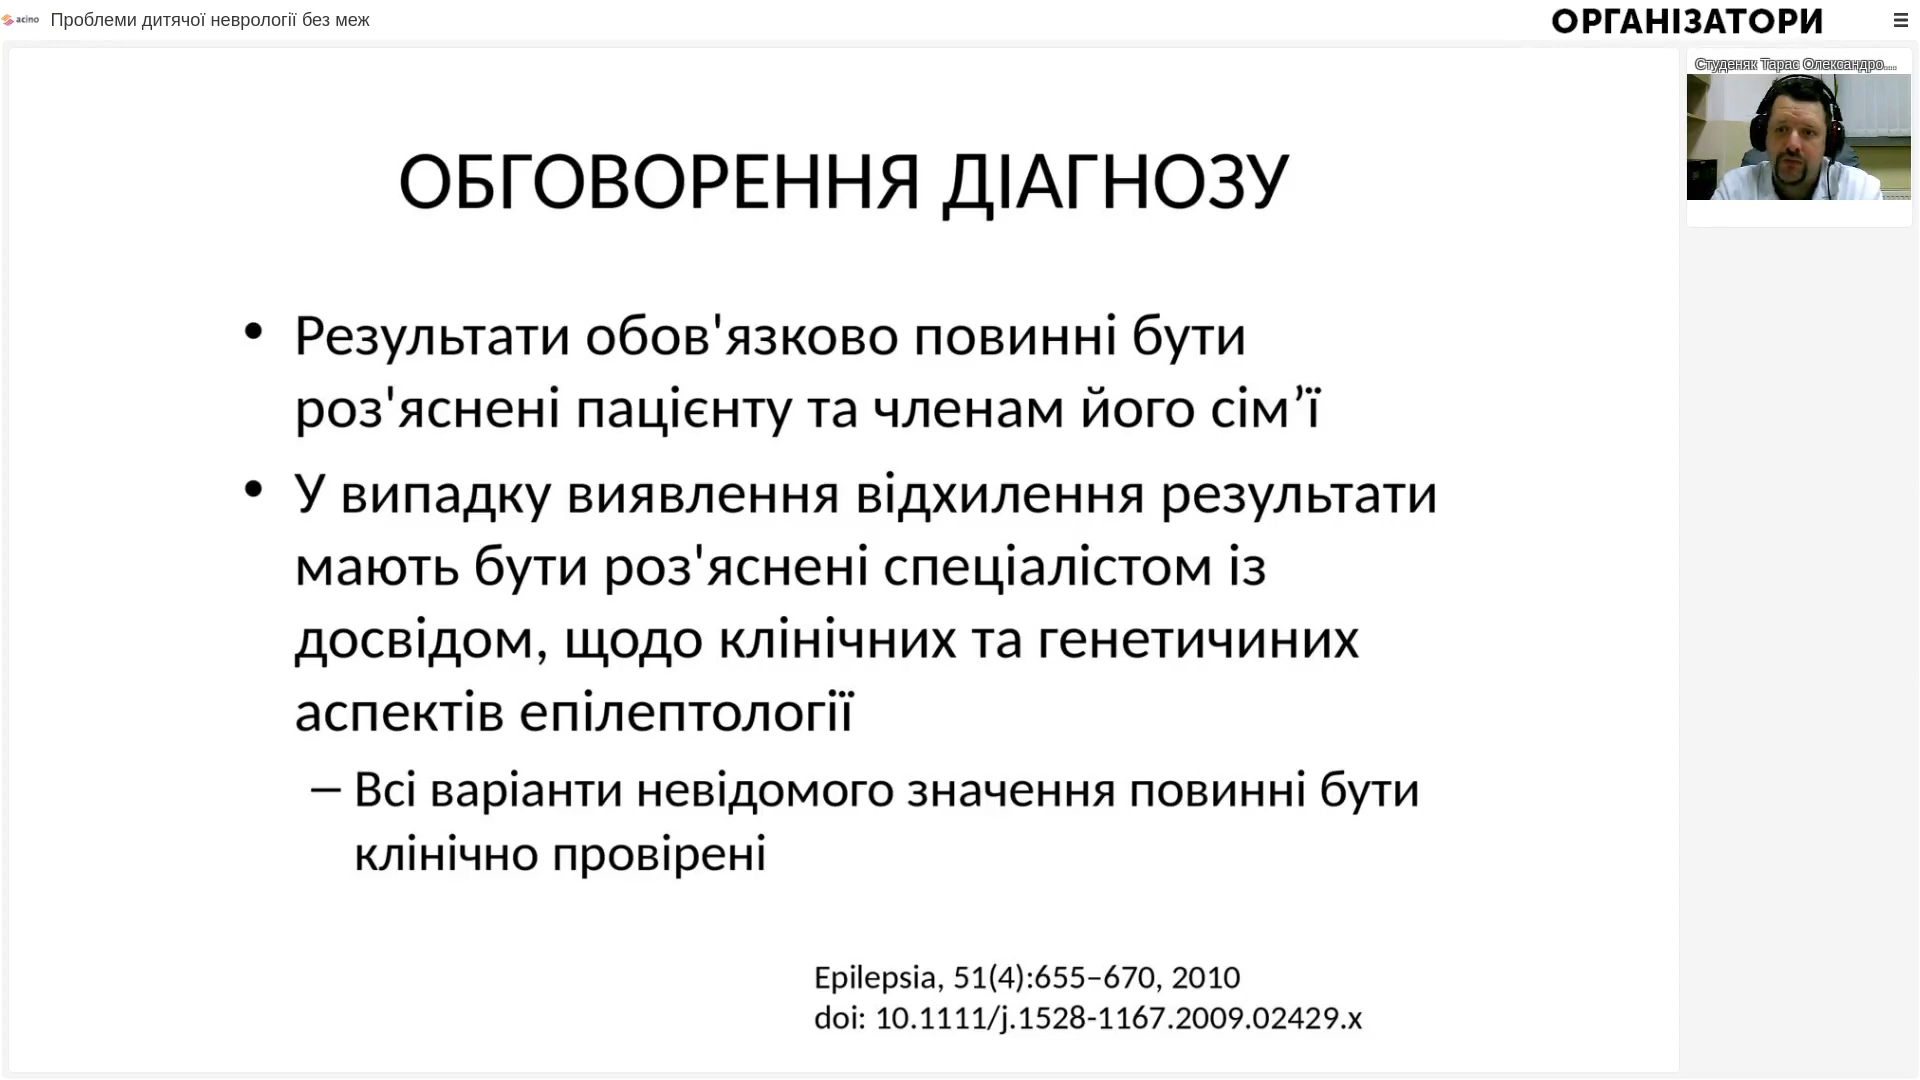 acino Проблеми дитячої неврології без меж
ОРГАНІЗАТОРИ
Студеняк Тарас Олександро...
ОБГОВОРЕННЯ ДІАГНОЗУ
• Результати обов'язково повинні бути
роз'яснені пацієнту та членам його сім’ї
• У випадку виявлення відхилення результати
мають бути роз'яснені спеціалістом із
досвідом, щодо клінічних та генетичиних
аспектів епілептології
– Всі варіанти невідомого значення повинні бути
клінічно провірені
Epilepsia, 51(4):655–670, 2010
doi: 10.1111/j.1528-1167.2009.02429.x